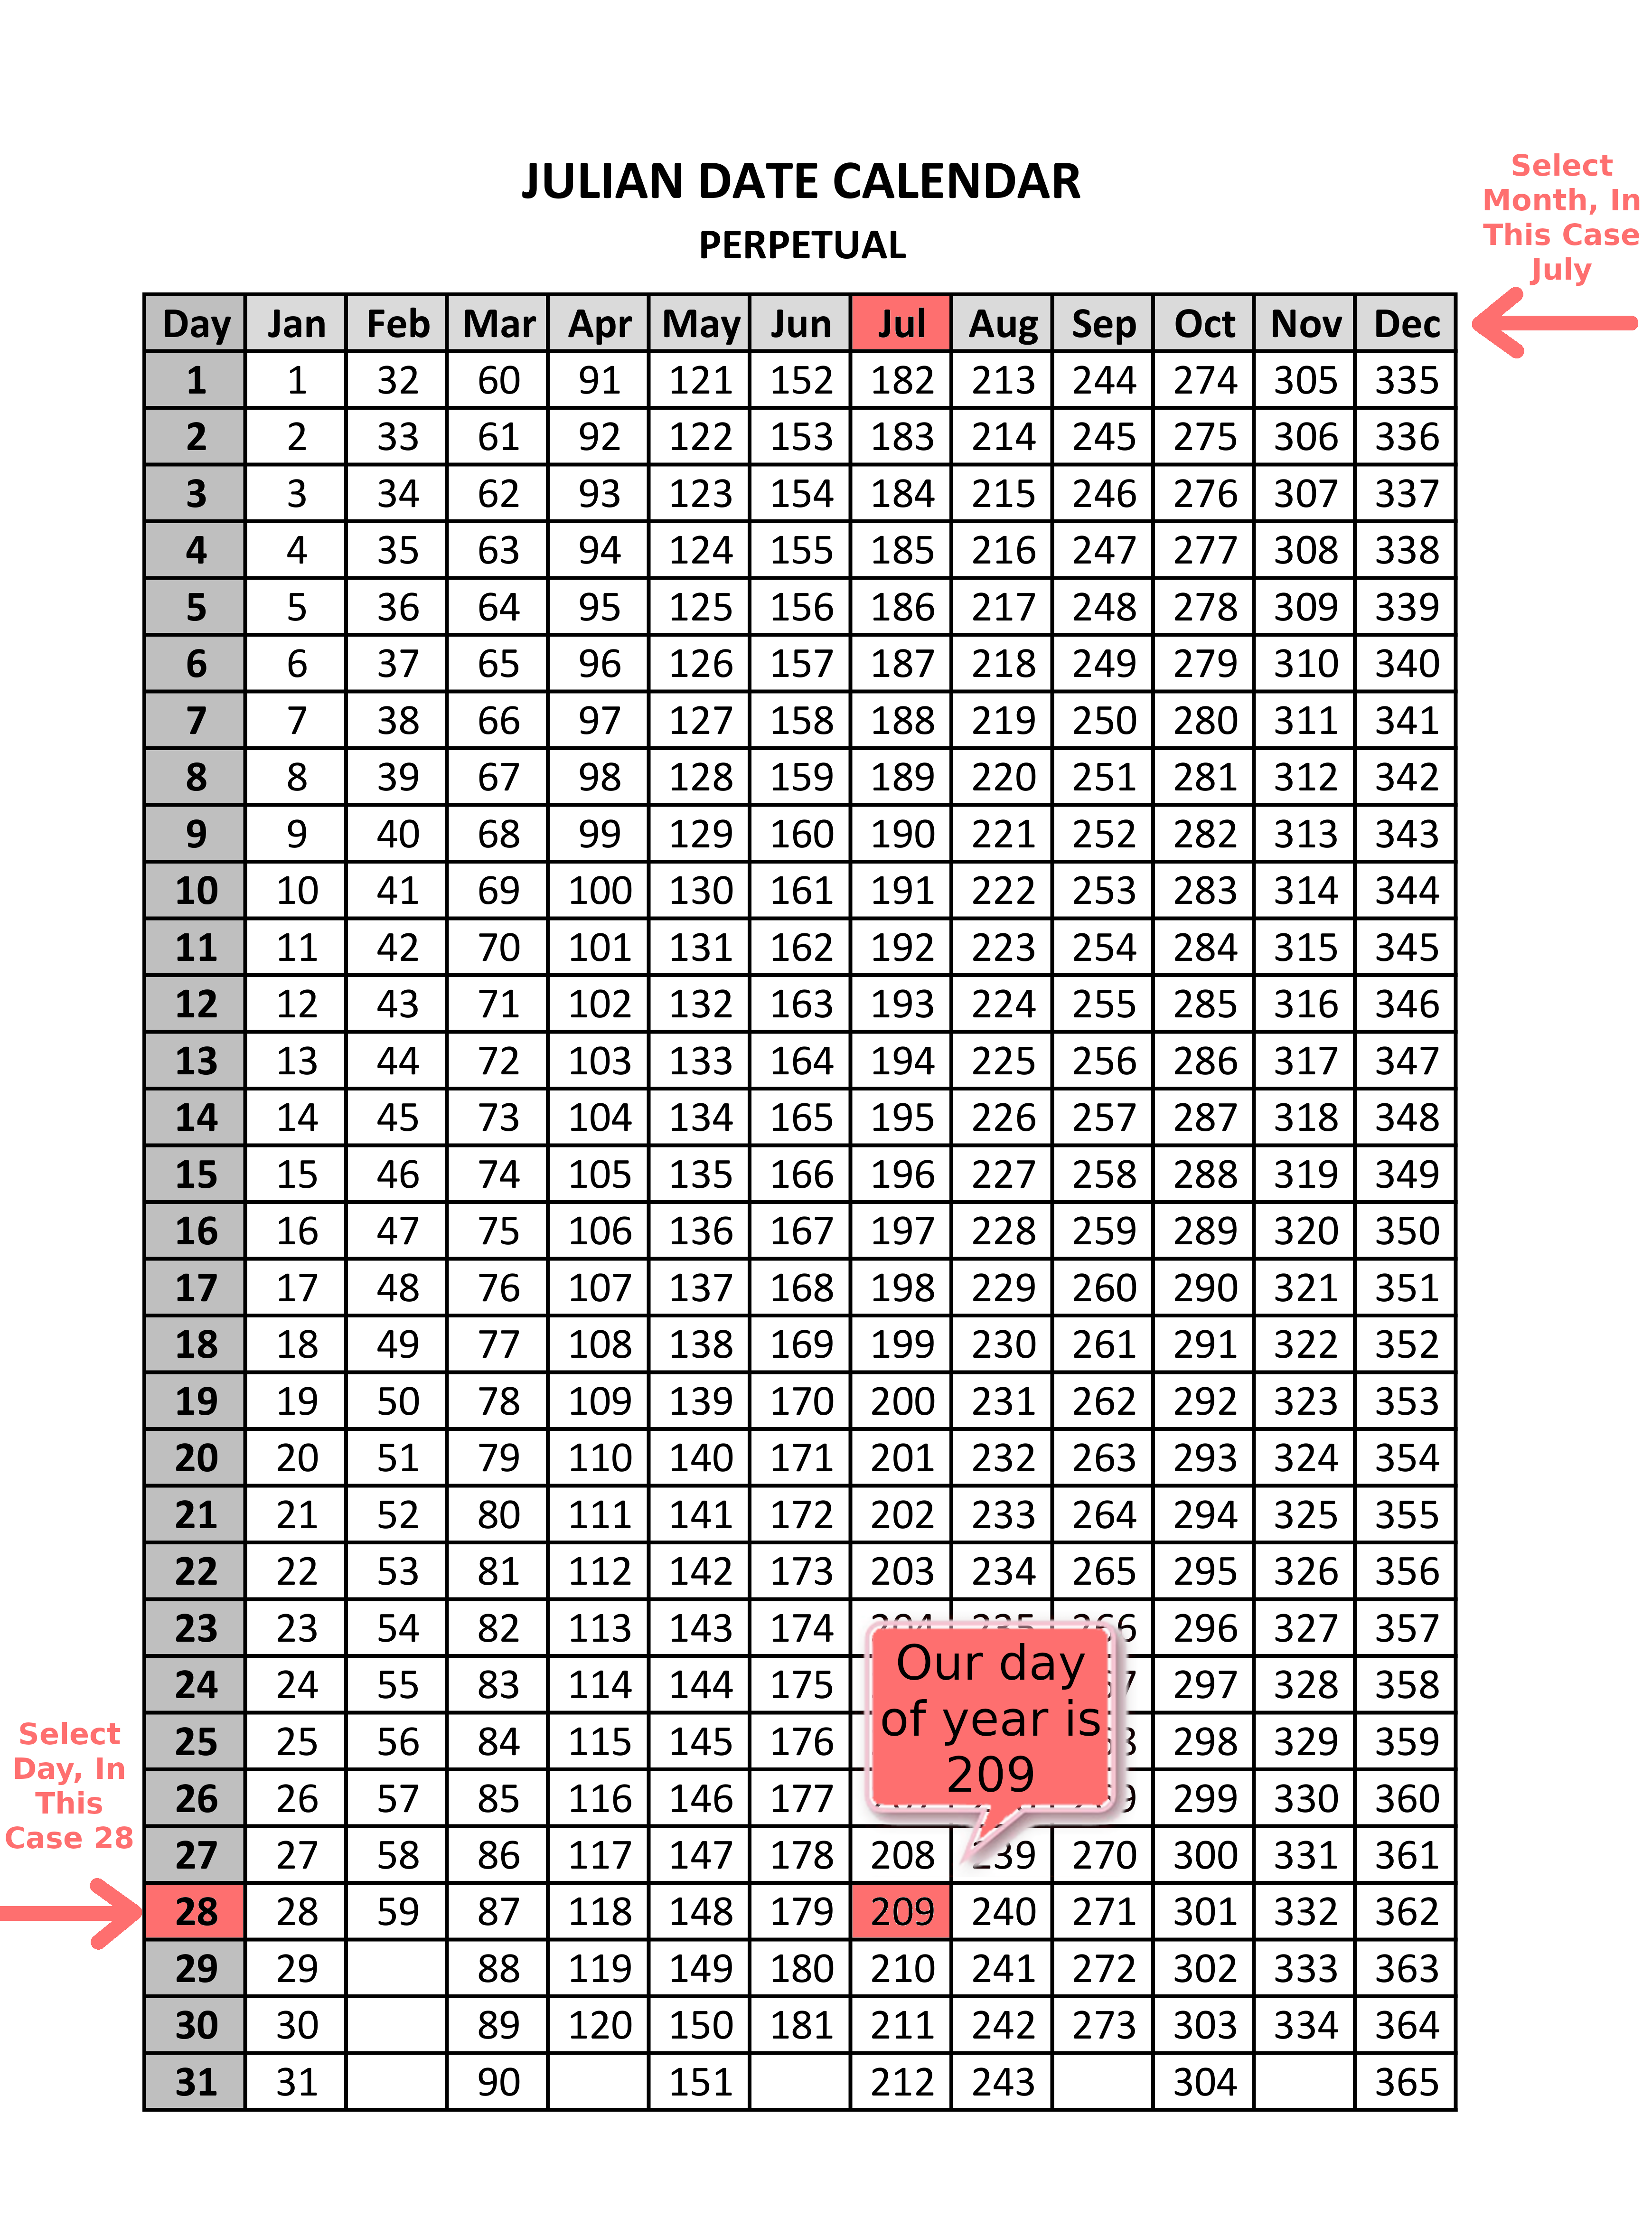 JULIAN DATE CALENDAR
PERPETUAL
Select
Month, In
This Case
July
Day Jan Feb Mar Apr May Jun Jul Aug Sep Oct Nov Dec
1 1 32 60 91 121 152 182 213 244 274 305 335
2 2 33 61 92 122 153 183 214 245 275 306 336
3 3 34 62 93 123 154 184 215 246 276 307 337
4 4 35 63 94 124 155 185 216 247 277 308 338
5 5 36 64 95 125 156 186 217 248 278 309 339
6 6 37 65 96 126 157 187 218 249 279 310 340
7 7 38 66 97 127 158 188 219 250 280 311 341
8 8 39 67 98 128 159 189 220 251 281 312 342
9 9 40 68 99 129 160 190 221 252 282 313 343
10 10 41 69 100 130 161 191 222 253 283 314 344
11 11 42 70 101 131 162 192 223 254 284 315 345
12 12 43 71 102 132 163 193 224 255 285 316 346
13 13 44 72 103 133 164 194 225 256 286 317 347
14 14 45 73 104 134 165 195 226 257 287 318 348
15 15 46 74 105 135 166 196 227 258 288 319 349
16 16 47 75 106 136 167 197 228 259 289 320 350
17 17 48 76 107 137 168 198 229 260 290 321 351
18 18 49 77 108 138 169 199 230 261 291 322 352
19 19 50 78 109 139 170 200 231 262 292 323 353
20 20 51 79 110 140 171 201 232 263 293 324 354
21 21 52 80 111 141 172 202 233 264 294 325 355
22 22 53 81 112 142 173 203 234 265 295 326 356
23 23 54 82 113 143 174 204 235 266 296 327 357
24 24 55 83 114 144 175 297 328 358
25 25 56 84 115 145 176 298 329 359
26 26 57 85 116 146 177 299 330 360
27 27 58 86 117 147 178 208 239 270 300 331 361
28 28 59 87 118 148 179 209 240 271 301 332 362
29 29 88 119 149 180 210 241 272 302 333 363
30 30 89 120 150 181 211 242 273 303 334 364
31 31 90 151 212 243 304 365
Our day
of year is
209
Select
Day, In
This
Case 28